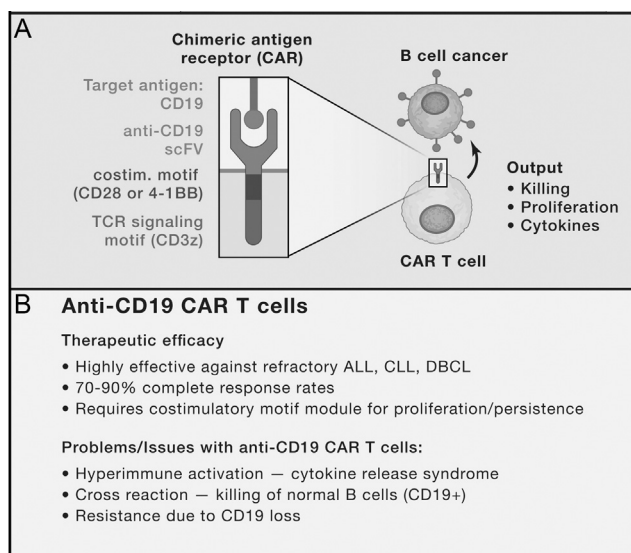 A
Chimeric antigen
receptor (CAR)
Target antigen:
CD19
anti-CD19
scFV
costim. motif
(CD28 or 4-1BB)
TCR signaling
motif (CD3z)
B cell cancer
Output
• Killing
• Proliferation
• Cytokines
CAR T cell
B
Anti-CD19 CAR T cells
Therapeutic efficacy
• Highly effective against refractory ALL, CLL, DBCL
• 70-90% complete response rates
• Requires costimulatory motif module for proliferation/persistence
Problems/Issues with anti-CD19 CAR T cells:
• Hyperimmune activation — cytokine release syndrome
• Cross reaction — killing of normal B cells (CD19+)
• Resistance due to CD19 loss